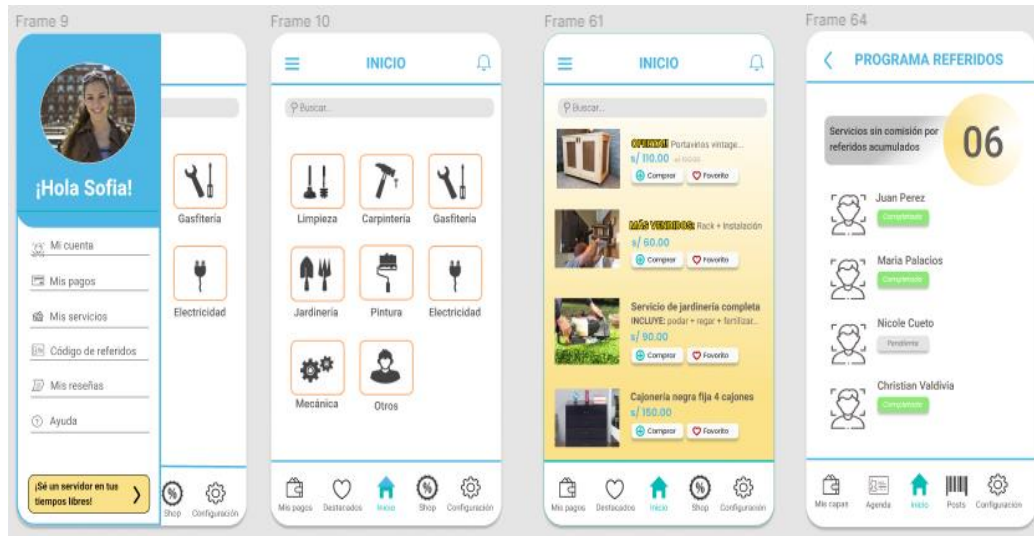 Frame 9
¡Hola Sofia!
Mi cuenta
Mis pagos
Mis servicios
Código de referidos
Mis reseñas
Ayuda
¡Sé un servidor en tus
tiempos libres!
Gasfitería
Electricidad
Shop
Configuración
Frame 10
INICIO
Buscar...
Limpieza
Carpintería
Gasfitería
Jardinería
Pintura
Electricidad
Mecánica
Otros
Mis pagos
Destacados
Inicio
Shop
Configuración
Frame 61
INICIO
Buscar...
OFERTA!! Portavinos vintage...
s/ 110.00
Comprar
Favorito
MÁS VENDIDOS: Rack + Instalación
s/ 60.00
Comprar
Favorito
Servicio de jardinería completa
INCLUYE: podar + regar + fertilizar...
s/ 90.00
Comprar
Favorito
Cajonería negra fija 4 cajones
s/ 150.00
Comprar
Favorito
Mis pagos
Destacados
Inicio
Shop
Configuración
Frame 64
PROGRAMA REFERIDOS
Servicios sin comisión por
referidos acumulados
06
Juan Perez
Completado
Maria Palacios
Completado
Nicole Cueto
Pendiente
Christian Valdivia
Completado
Agenda
Inicio
Posts
Configuración